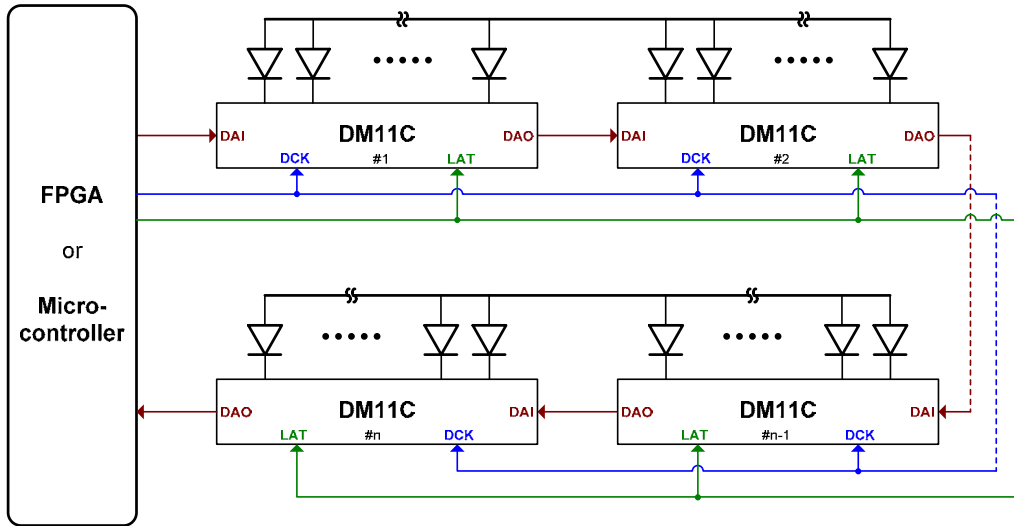 FPGA
or
Micro-
controller
DAI
DM11C
DAO
DCK
#1
LAT
DAI
DM11C
DAO
DCK
#2
LAT
DAO
DM11C
DAI
LAT
#n
DCK
DAO
DM11C
DAI
LAT
#n-1
DCK